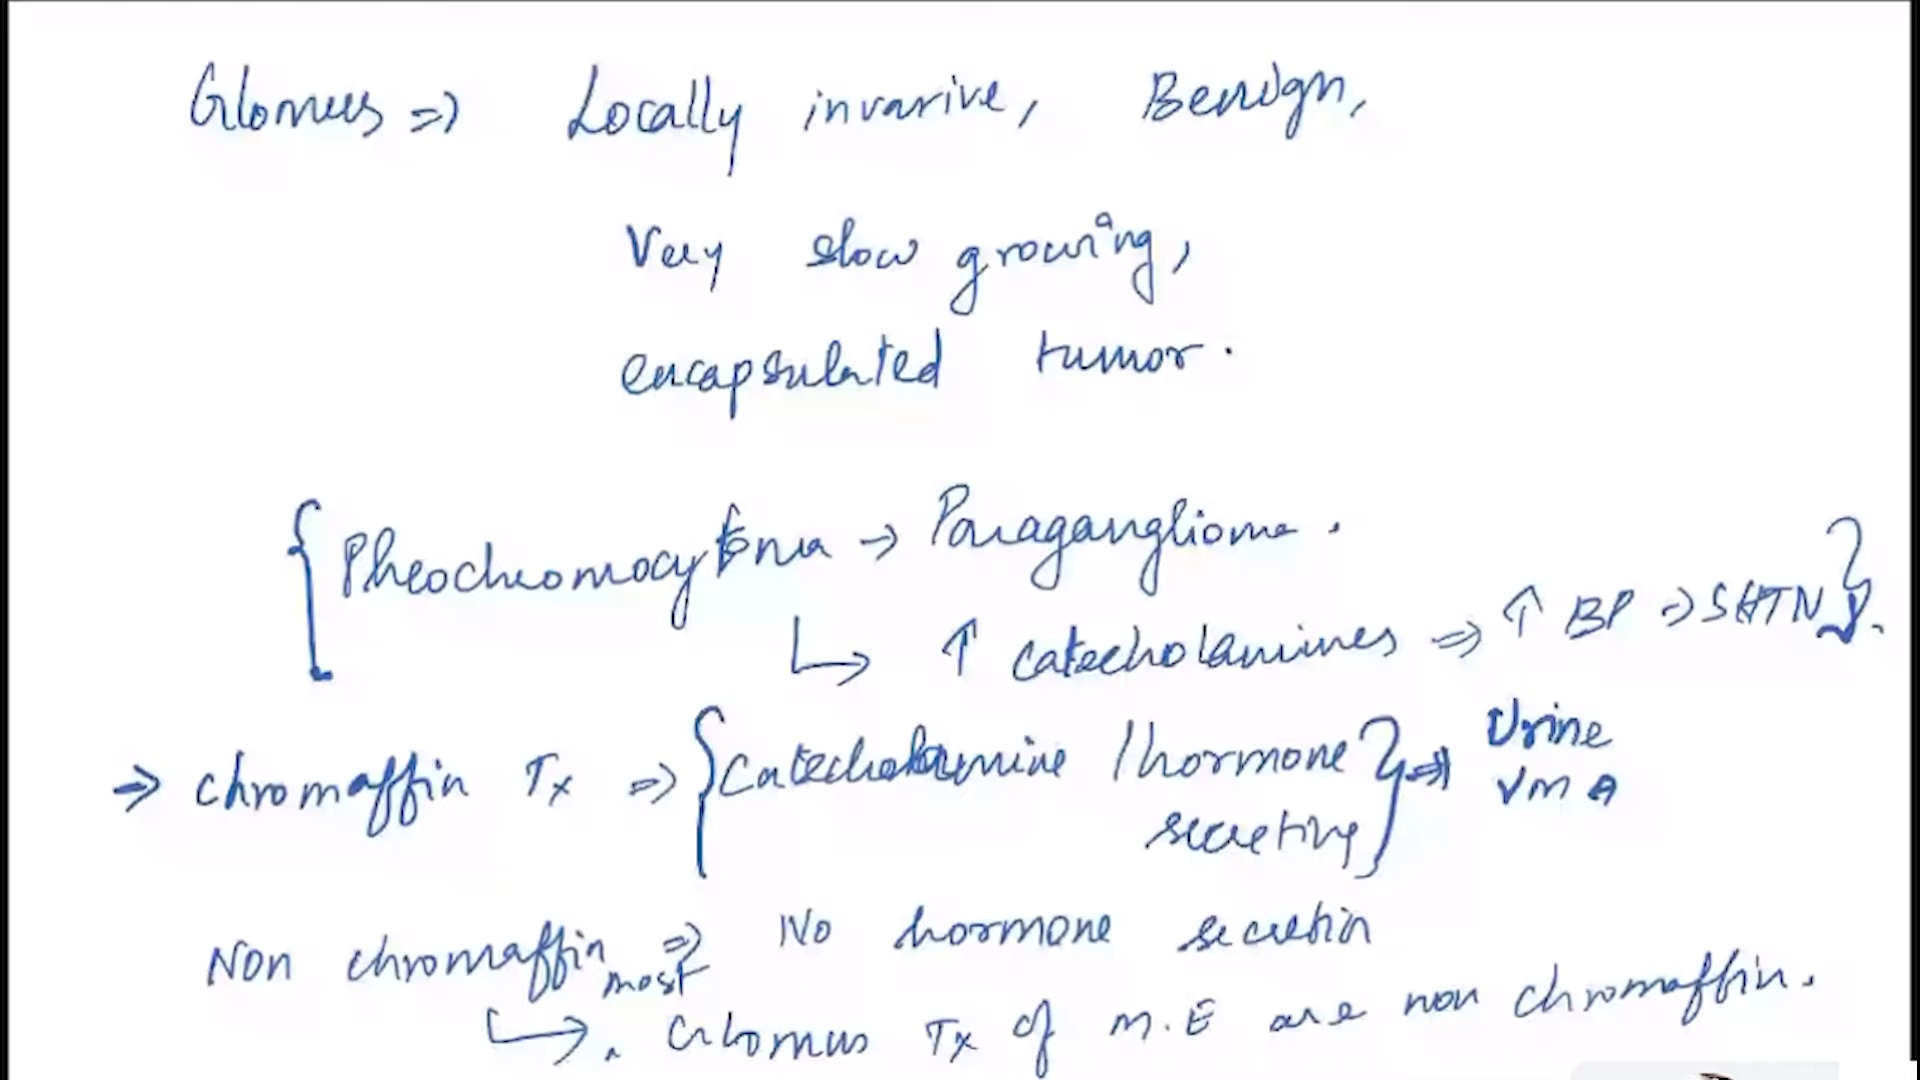 Glomus ⇒ Locally invasive, Benign,
Very slow growing,
encapsulated tumor.
{ Pheochromocytoma → Paraganglioma.
↳ ↑ catecholamines ⇒ ↑ BP ⇒ SHTN }.
⇒ chromaffin Tx ⇒ { Catecholamine / hormone secreting } ⇒ Urine VMA
Non chromaffin ⇒ No hormone secretin
↳ . most Glomus Tx of M.E are non chromaffin.